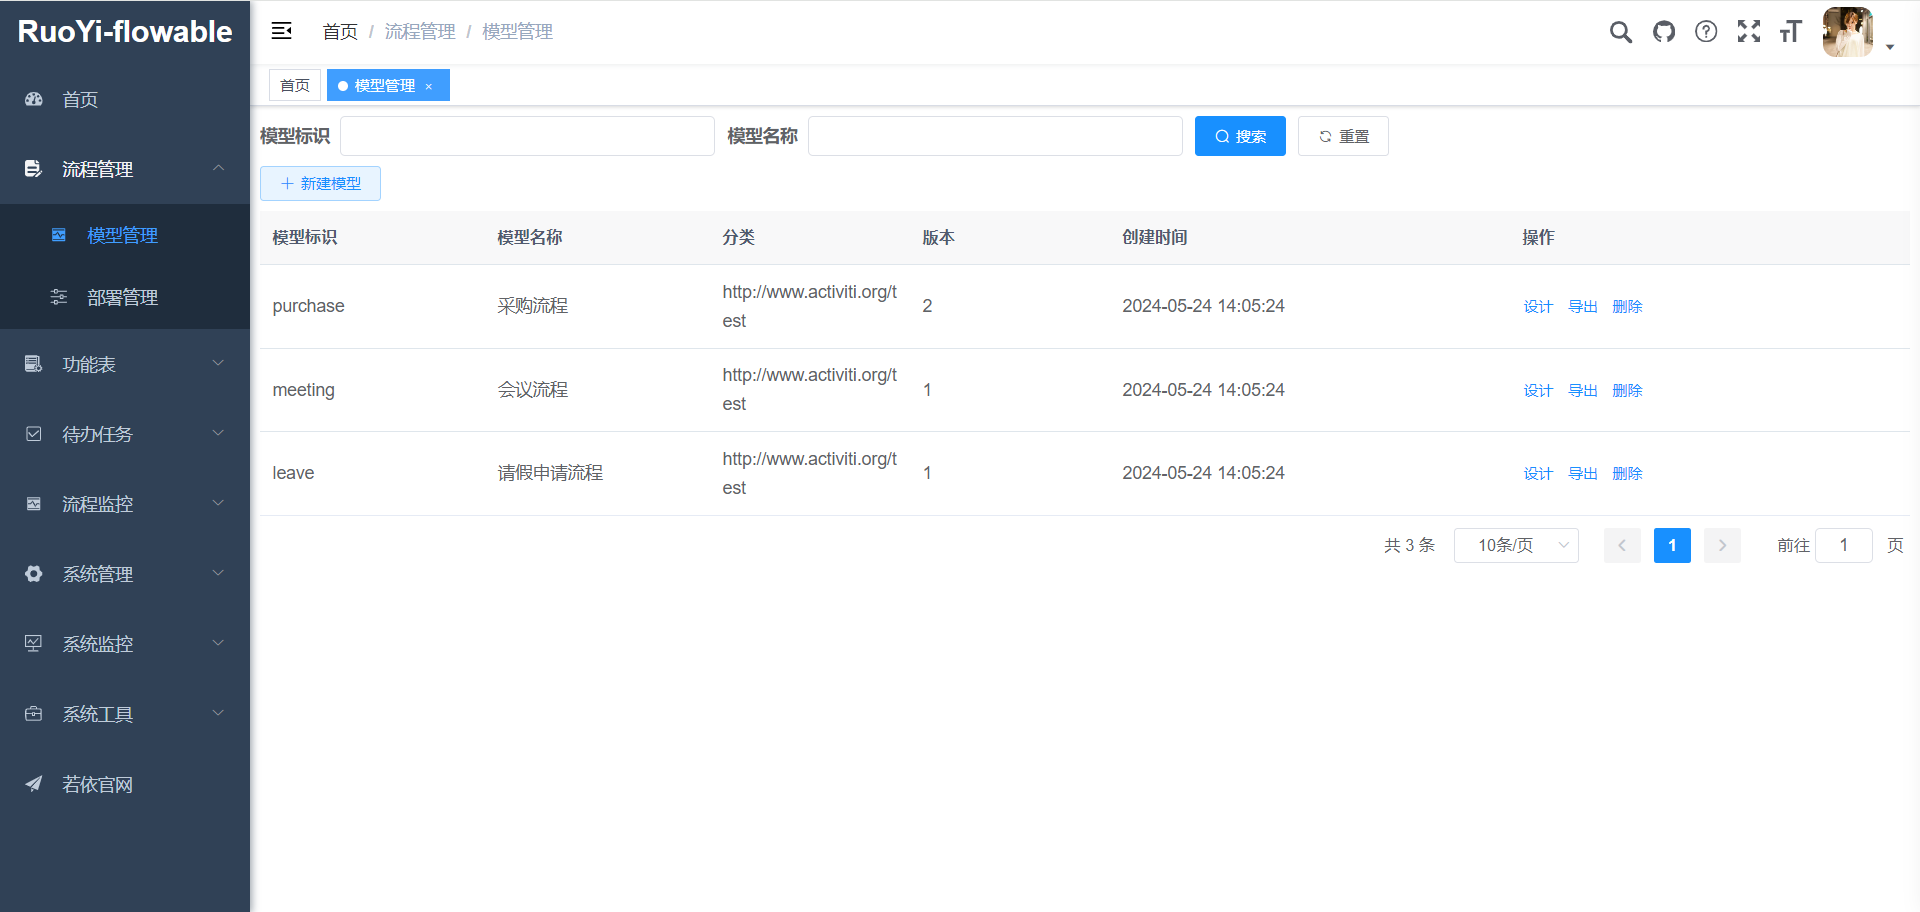 RuoYi-flowable
首页
流程管理
模型管理
部署管理
功能表
待办任务
流程监控
系统管理
系统监控
系统工具
若依官网
首页 / 流程管理 / 模型管理
首页
模型管理 ×
模型标识
模型名称
搜索
重置
+ 新建模型
模型标识 模型名称 分类 版本 创建时间 操作
purchase 采购流程 http://www.activiti.org/t 2 2024-05-24 14:05:24 设计 导出 删除
est
meeting 会议流程 http://www.activiti.org/t 1 2024-05-24 14:05:24 设计 导出 删除
est
leave 请假申请流程 http://www.activiti.org/t 1 2024-05-24 14:05:24 设计 导出 删除
est
共 3 条 10条/页 1 前往 1 页